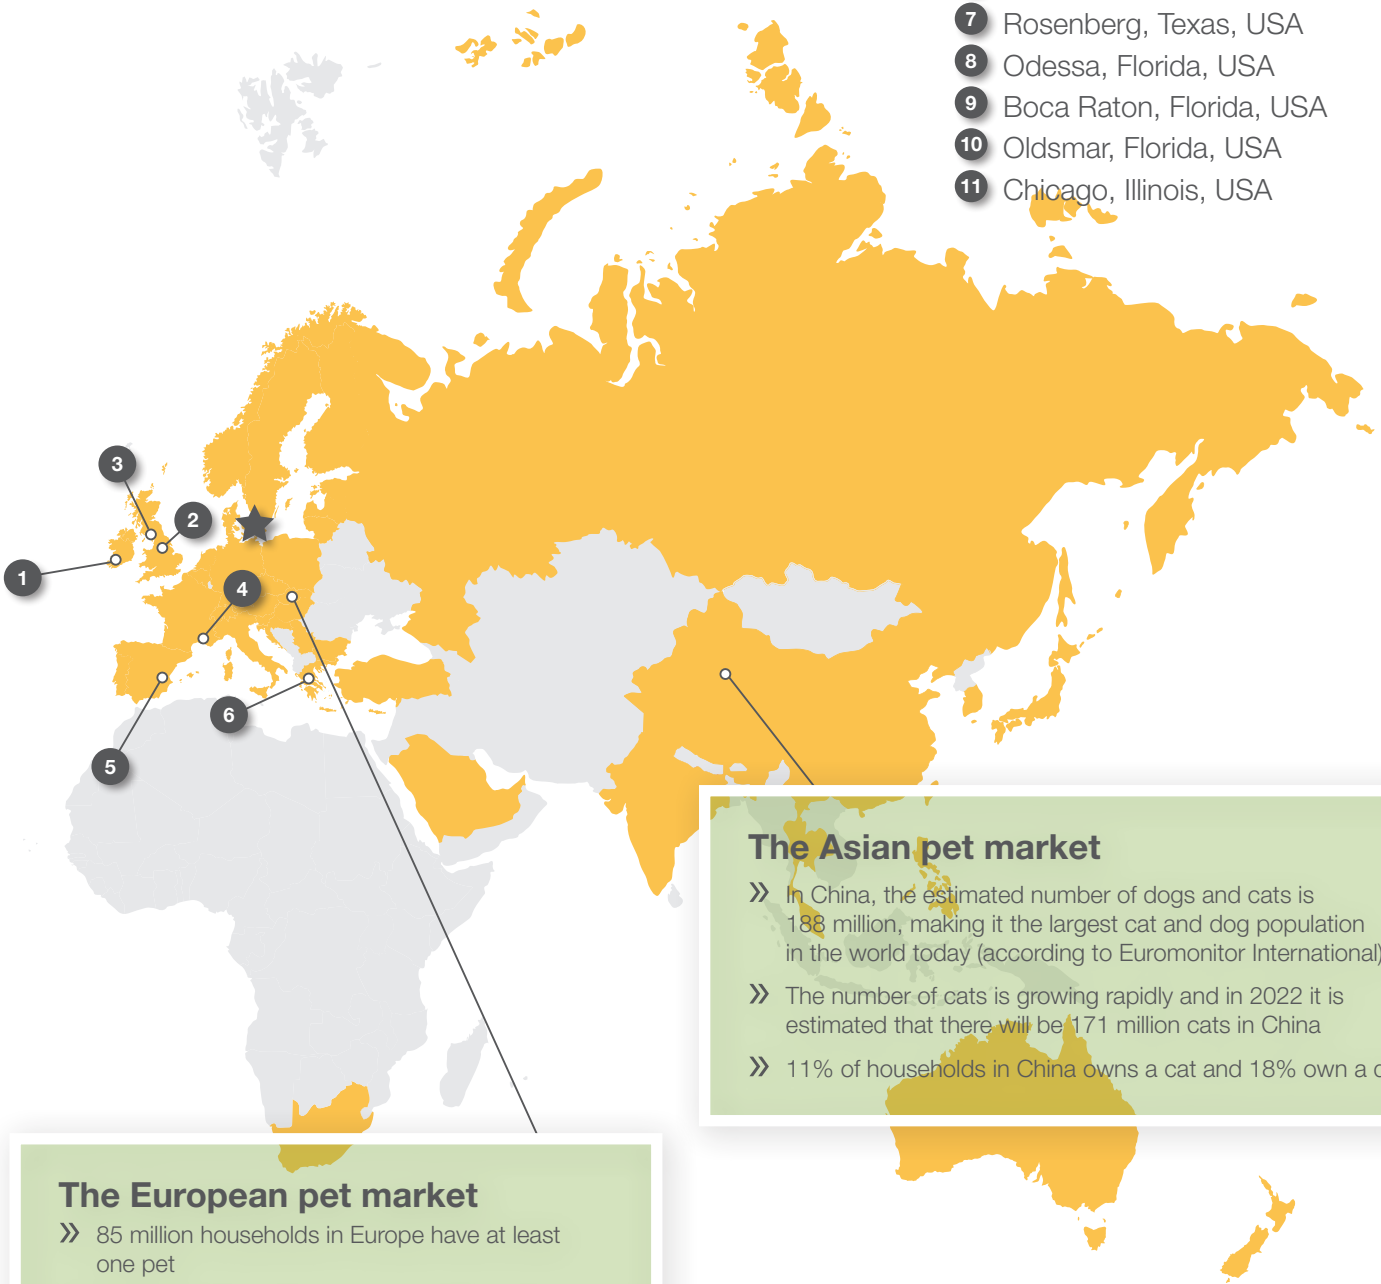 7 Rosenberg, Texas, USA
8 Odessa, Florida, USA
9 Boca Raton, Florida, USA
10 Oldsmar, Florida, USA
11 Chicago, Illinois, USA
3
2
1
4
6
5
The Asian pet market
» In China, the estimated number of dogs and cats is
188 million, making it the largest cat and dog population
in the world today (according to Euromonitor International)
» The number of cats is growing rapidly and in 2022 it is
estimated that there will be 171 million cats in China
» 11% of households in China owns a cat and 18% own a
The European pet market
» 85 million households in Europe have at least
one pet